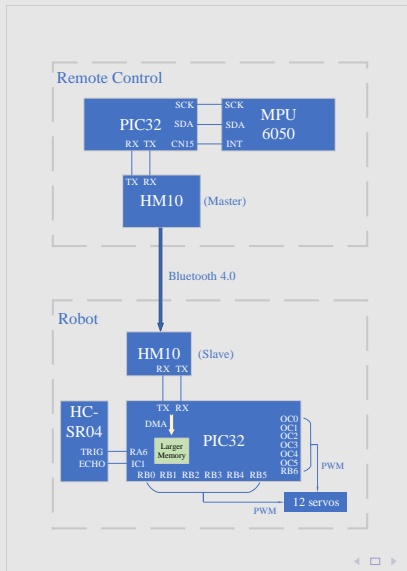 Remote Control
SCK SCK
PIC32 SDA SDA MPU 6050
RX TX CN15 INT
TX RX
HM10 (Master)
Bluetooth 4.0
Robot
HM10 (Slave)
RX TX
HC-SR04
TX RX
DMA
Larger Memory
PIC32
OC0
OC1
OC2
OC3
OC4
OC5
RB6
TRIG RA6
ECHO IC1
RB0 RB1 RB2 RB3 RB4 RB5
PWM
PWM
12 servos